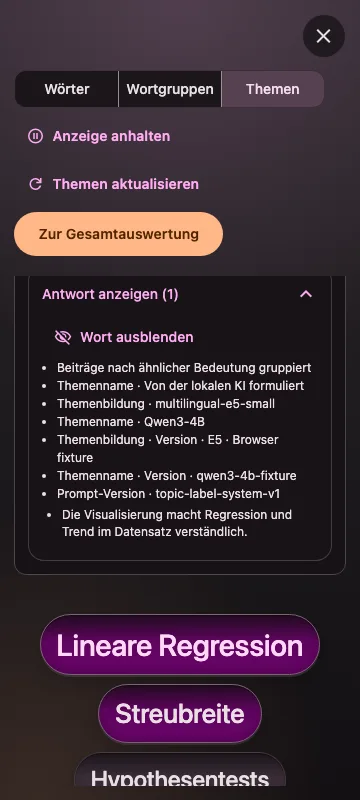 Wörter Wortgruppen Themen
Anzeige anhalten
Themen aktualisieren
Zur Gesamtauswertung
Antwort anzeigen (1)
Wort ausblenden
• Beiträge nach ähnlicher Bedeutung gruppiert
• Themenname · Von der lokalen KI formuliert
• Themenbildung · multilingual-e5-small
• Themenname · Qwen3-4B
• Themenbildung · Version · E5 · Browser
fixture
• Themenname · Version · qwen3-4b-fixture
• Prompt-Version · topic-label-system-v1
• Die Visualisierung macht Regression und
Trend im Datensatz verständlich.
Lineare Regression
Streubreite
Hypothesentests